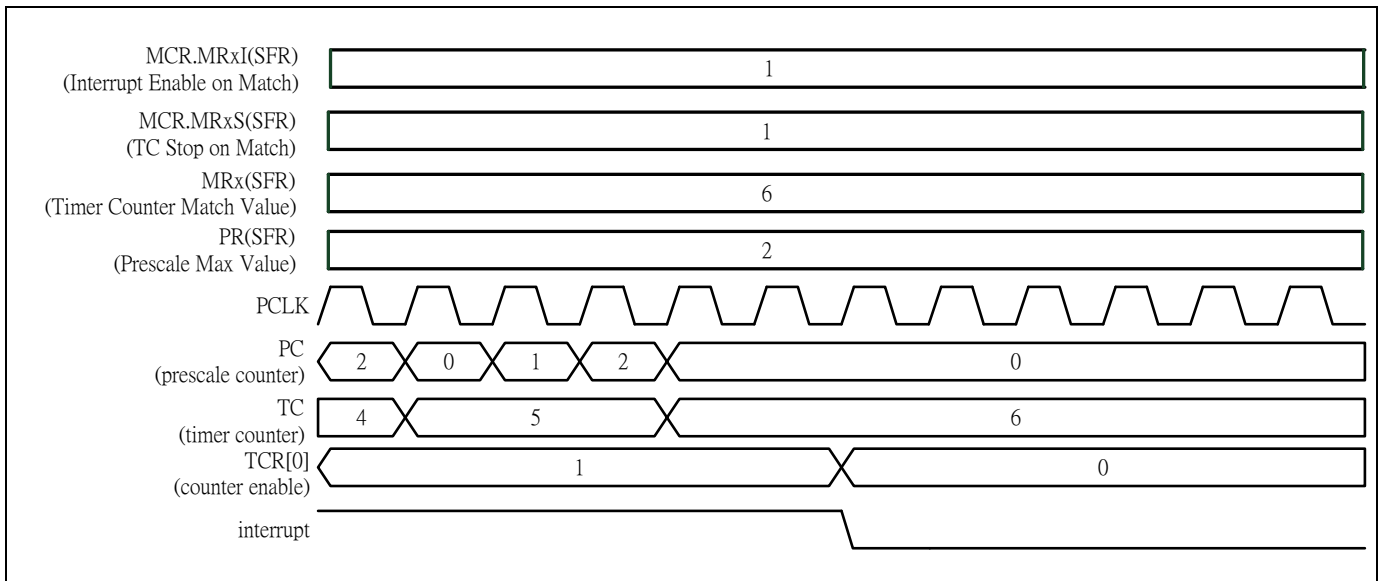 MCR.MRxI(SFR)
(Interrupt Enable on Match)
1
MCR.MRxS(SFR)
(TC Stop on Match)
1
MRx(SFR)
(Timer Counter Match Value)
6
PR(SFR)
(Prescale Max Value)
2
PCLK
PC
(prescale counter)
2 0 1 2 0
TC
(timer counter)
4 5 6
TCR[0]
(counter enable)
1 0
interrupt